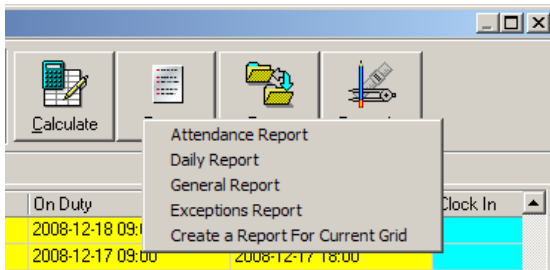 Calculate
Attendance Report
Daily Report
General Report
Exceptions Report
Create a Report For Current Grid
On Duty Clock In
2008-12-18 09:
2008-12-17 09:00 2008-12-17 18:00